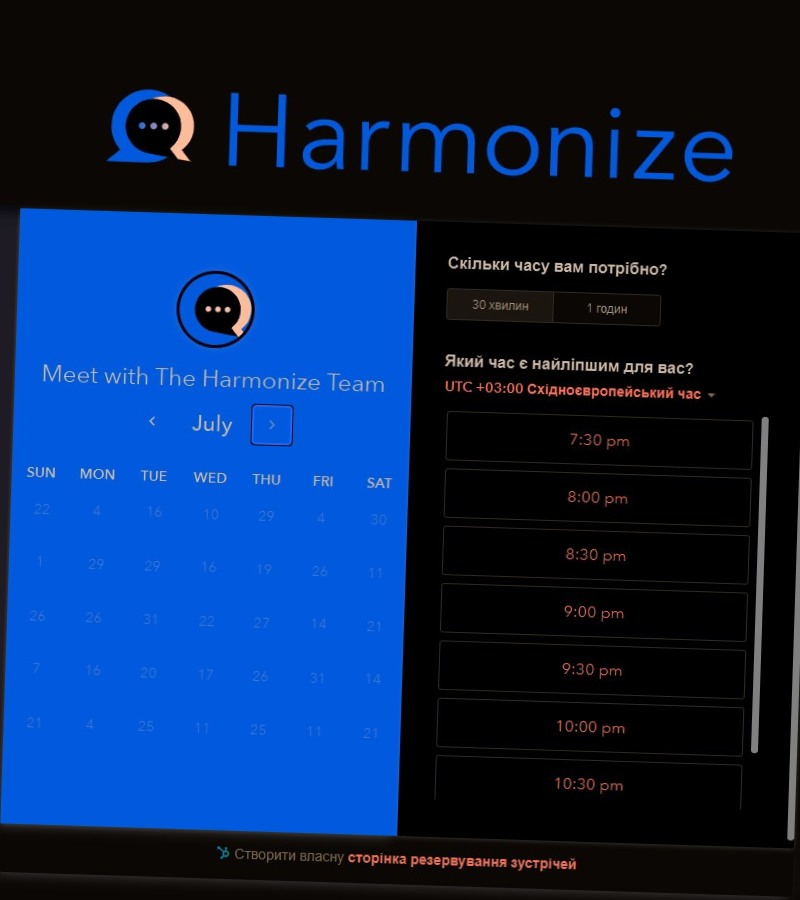 Harmonize
Meet with The Harmonize Team
July
SUN MON TUE WED THU FRI SAT
22 4 16 10 29 4 30
1 29 29 16 19 26 11
26 26 31 22 27 14 21
7 16 20 17 26 31 14
21 4 25 11 25 11 21
Скільки часу вам потрібно?
30 хвилин 1 годин
Який час є найліпшим для вас?
UTC +03:00 Східноєвропейський час
7:30 pm
8:00 pm
8:30 pm
9:00 pm
9:30 pm
10:00 pm
10:30 pm
Створити власну сторінка резервування зустрічей